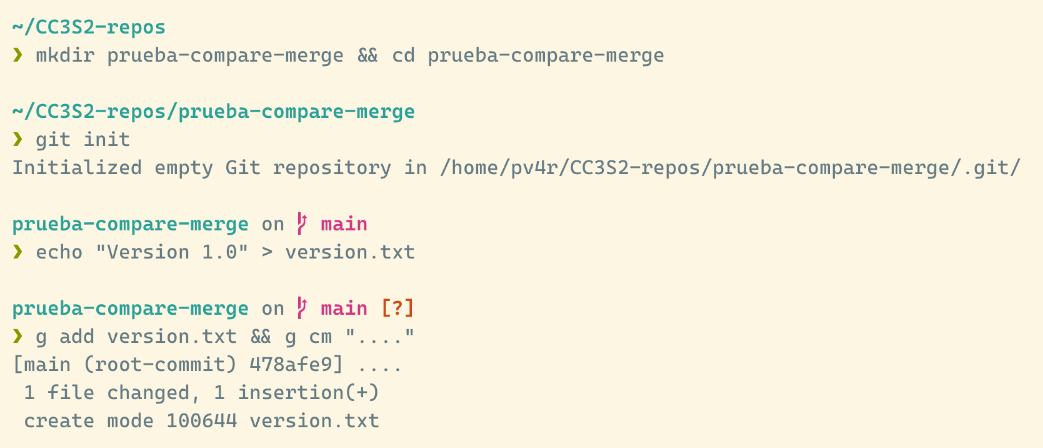 ~/CC3S2-repos
❯ mkdir prueba-compare-merge && cd prueba-compare-merge
~/CC3S2-repos/prueba-compare-merge
❯ git init
Initialized empty Git repository in /home/pv4r/CC3S2-repos/prueba-compare-merge/.git/
prueba-compare-merge on main
❯ echo "Version 1.0" > version.txt
prueba-compare-merge on main [?]
❯ g add version.txt && g cm "...."
[main (root-commit) 478afe9] ....
1 file changed, 1 insertion(+)
create mode 100644 version.txt